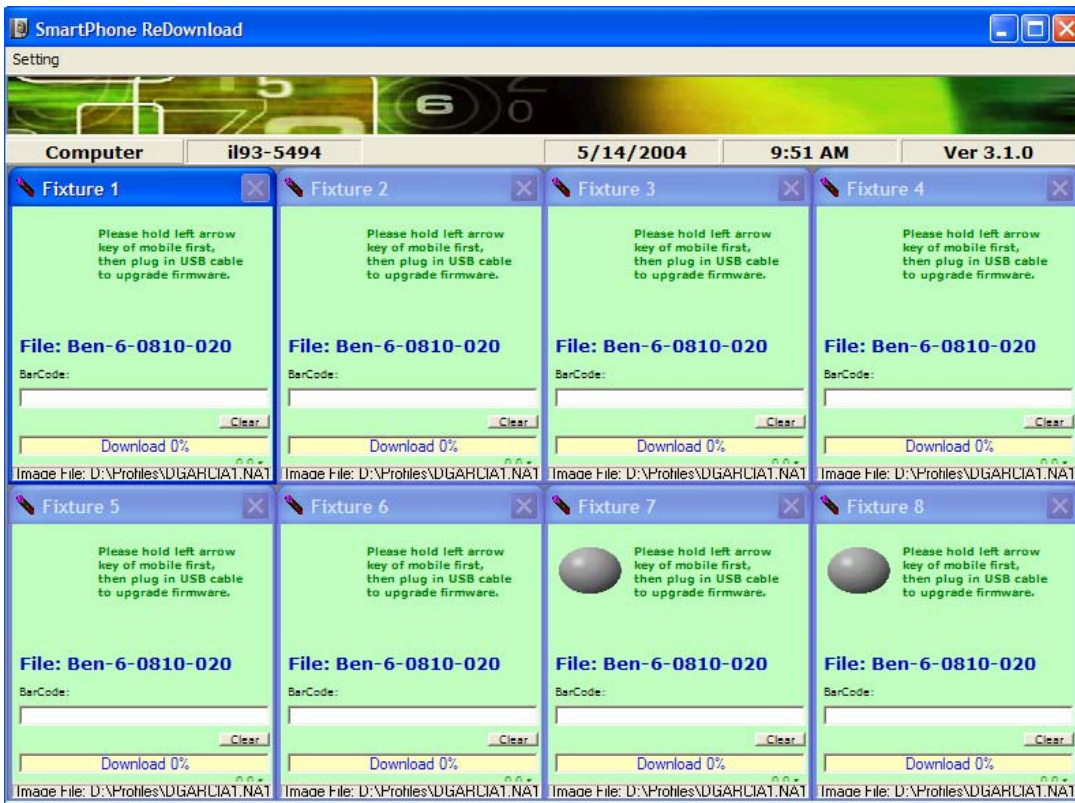 SmartPhone ReDownload
Setting
15
6
20
Computer il93-5494 5/14/2004 9:51 AM Ver 3.1.0
Fixture 1
Please hold left arrow
key of mobile first,
then plug in USB cable
to upgrade firmware.
File: Ben-6-0810-020
BarCode:
Clear
Download 0%
Image File: D:\Profiles\DGARCIA1.NA1
Fixture 2
Please hold left arrow
key of mobile first,
then plug in USB cable
to upgrade firmware.
File: Ben-6-0810-020
BarCode:
Clear
Download 0%
Image File: D:\Profiles\DGARCIA1.NA1
Fixture 3
Please hold left arrow
key of mobile first,
then plug in USB cable
to upgrade firmware.
File: Ben-6-0810-020
BarCode:
Clear
Download 0%
Image File: D:\Profiles\DGARCIA1.NA1
Fixture 4
Please hold left arrow
key of mobile first,
then plug in USB cable
to upgrade firmware.
File: Ben-6-0810-020
BarCode:
Clear
Download 0%
Image File: D:\Profiles\DGARCIA1.NA1
Fixture 5
Please hold left arrow
key of mobile first,
then plug in USB cable
to upgrade firmware.
File: Ben-6-0810-020
BarCode:
Clear
Download 0%
Image File: D:\Profiles\DGARCIA1.NA1
Fixture 6
Please hold left arrow
key of mobile first,
then plug in USB cable
to upgrade firmware.
File: Ben-6-0810-020
BarCode:
Clear
Download 0%
Image File: D:\Profiles\DGARCIA1.NA1
Fixture 7
Please hold left arrow
key of mobile first,
then plug in USB cable
to upgrade firmware.
File: Ben-6-0810-020
BarCode:
Clear
Download 0%
Image File: D:\Profiles\DGARCIA1.NA1
Fixture 8
Please hold left arrow
key of mobile first,
then plug in USB cable
to upgrade firmware.
File: Ben-6-0810-020
BarCode:
Clear
Download 0%
Image File: D:\Profiles\DGARCIA1.NA1